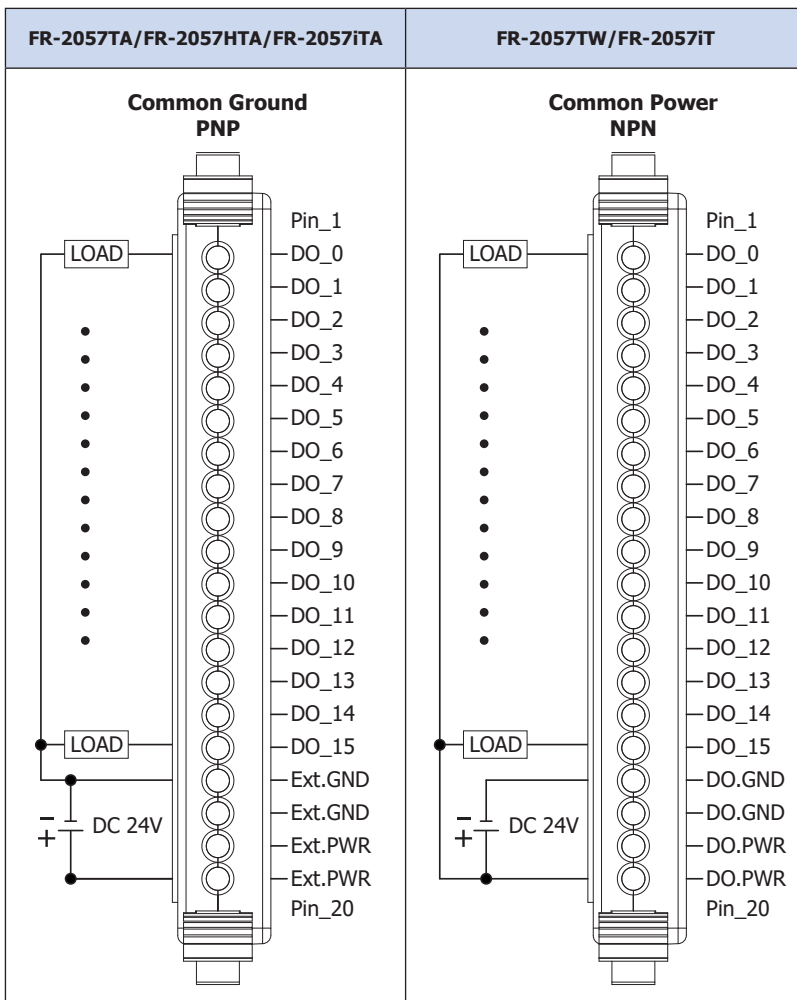 FR-2057TA/FR-2057HTA/FR-2057iTA
Common Ground
PNP
Pin_1
LOAD
DO_0
DO_1
DO_2
DO_3
DO_4
DO_5
DO_6
DO_7
DO_8
DO_9
DO_10
DO_11
DO_12
DO_13
DO_14
LOAD
DO_15
Ext.GND
Ext.GND
−
+
DC 24V
Ext.PWR
Ext.PWR
Pin_20
FR-2057TW/FR-2057iT
Common Power
NPN
Pin_1
LOAD
DO_0
DO_1
DO_2
DO_3
DO_4
DO_5
DO_6
DO_7
DO_8
DO_9
DO_10
DO_11
DO_12
DO_13
DO_14
LOAD
DO_15
DO.GND
DO.GND
−
+
DC 24V
DO.PWR
DO.PWR
Pin_20